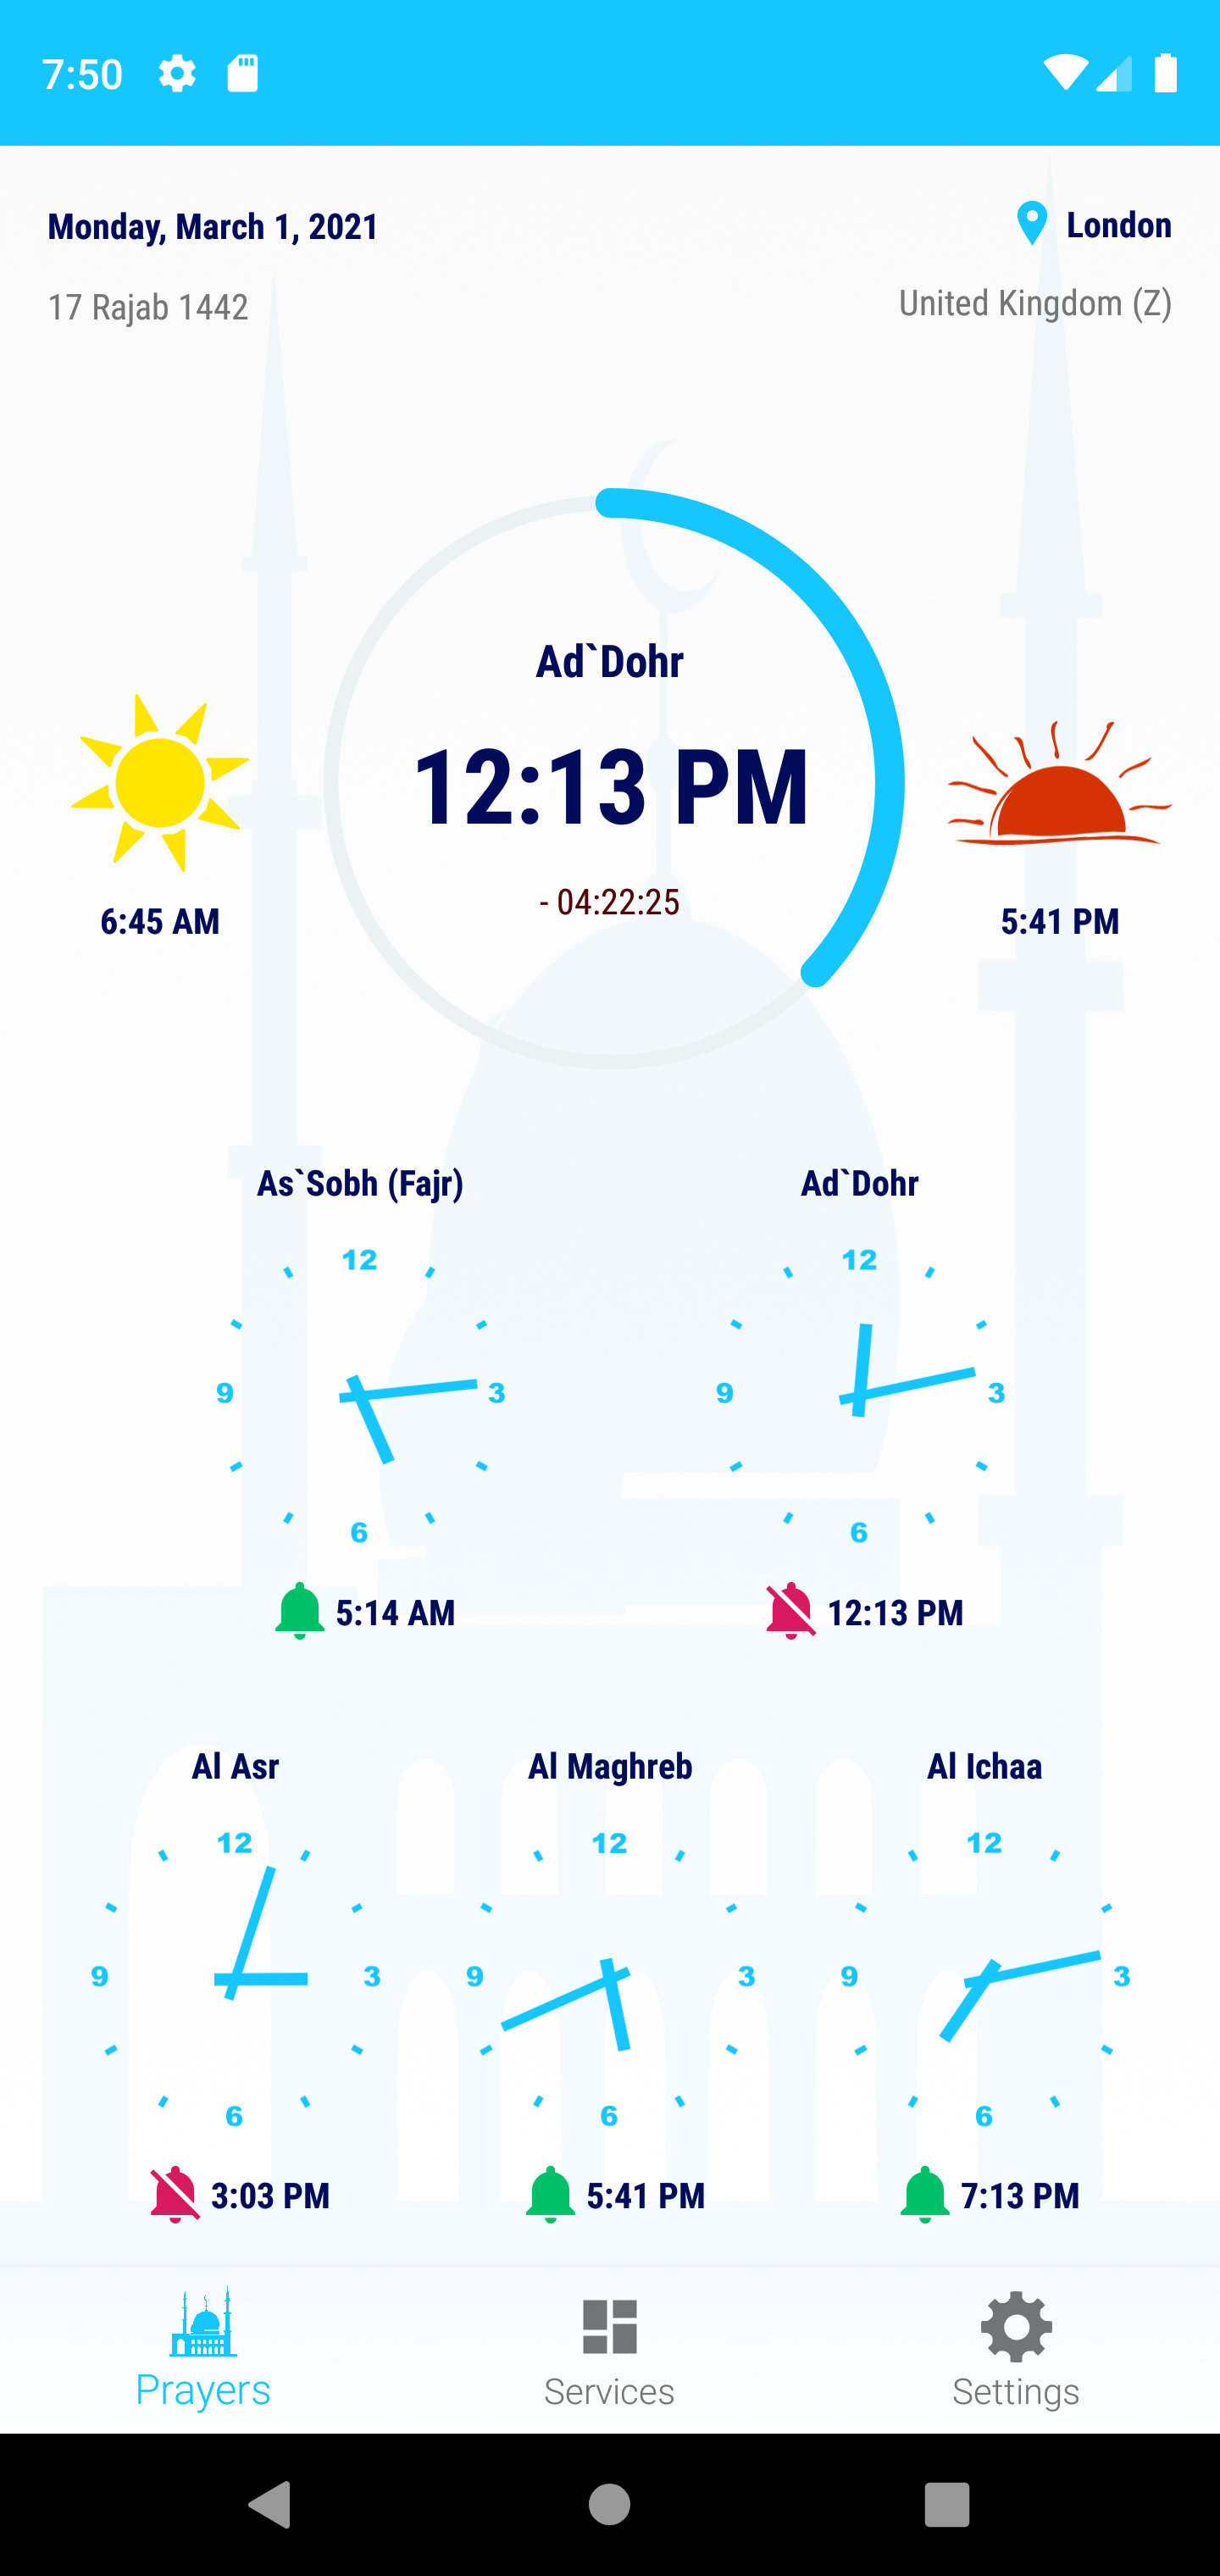 7:50
Monday, March 1, 2021
London
17 Rajab 1442
United Kingdom (Z)
Ad`Dohr
12:13 PM
- 04:22:25
6:45 AM
5:41 PM
As`Sobh (Fajr)
Ad`Dohr
12
12
9
3
9
3
6
6
5:14 AM
12:13 PM
Al Asr
Al Maghreb
Al Ichaa
12
12
12
9
3
9
3
9
3
6
6
6
3:03 PM
5:41 PM
7:13 PM
Prayers
Services
Settings